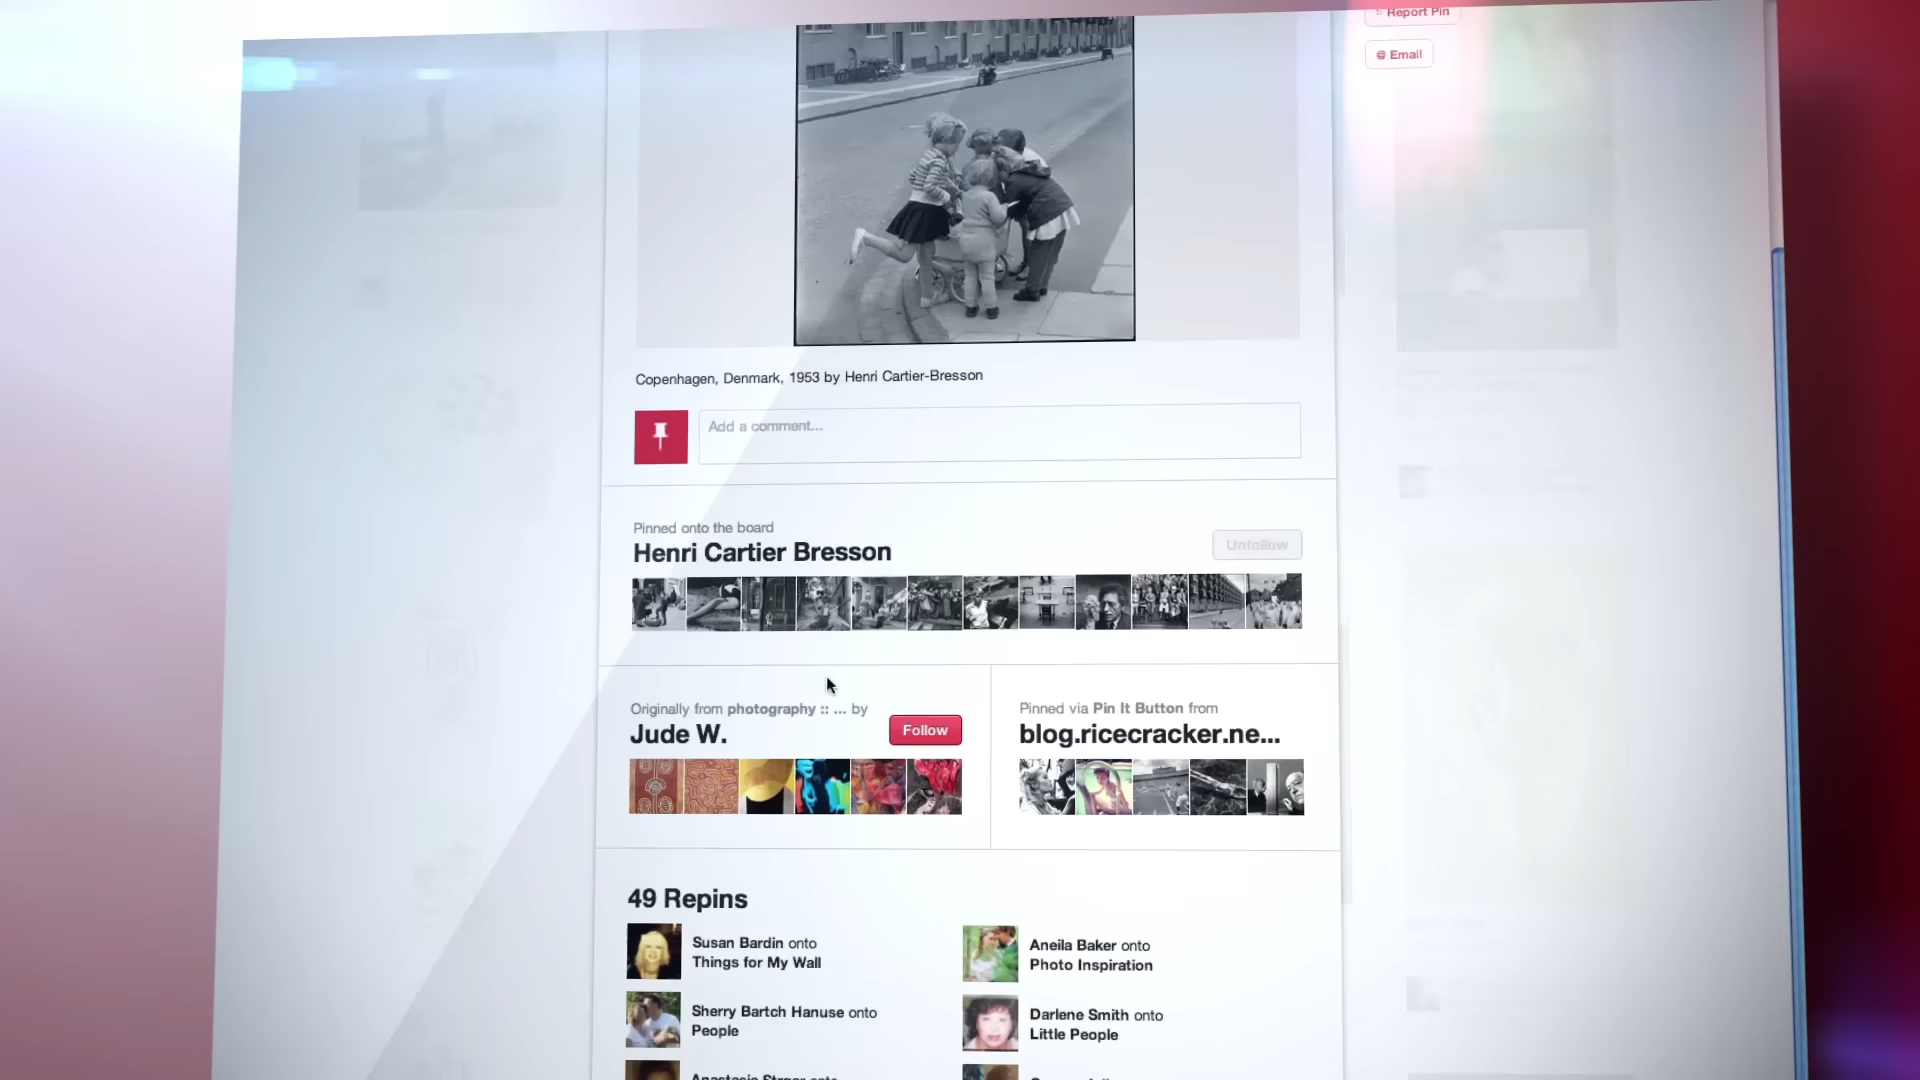 Report Pin
@ Email
Copenhagen, Denmark, 1953 by Henri Cartier-Bresson
Add a comment...
Pinned onto the board
Henri Cartier Bresson
Unfollow
Originally from photography :: ... by
Jude W.
Follow
Pinned via Pin It Button from
blog.ricecracker.ne...
49 Repins
Susan Bardin onto
Things for My Wall
Aneila Baker onto
Photo Inspiration
Sherry Bartch Hanuse onto
People
Darlene Smith onto
Little People